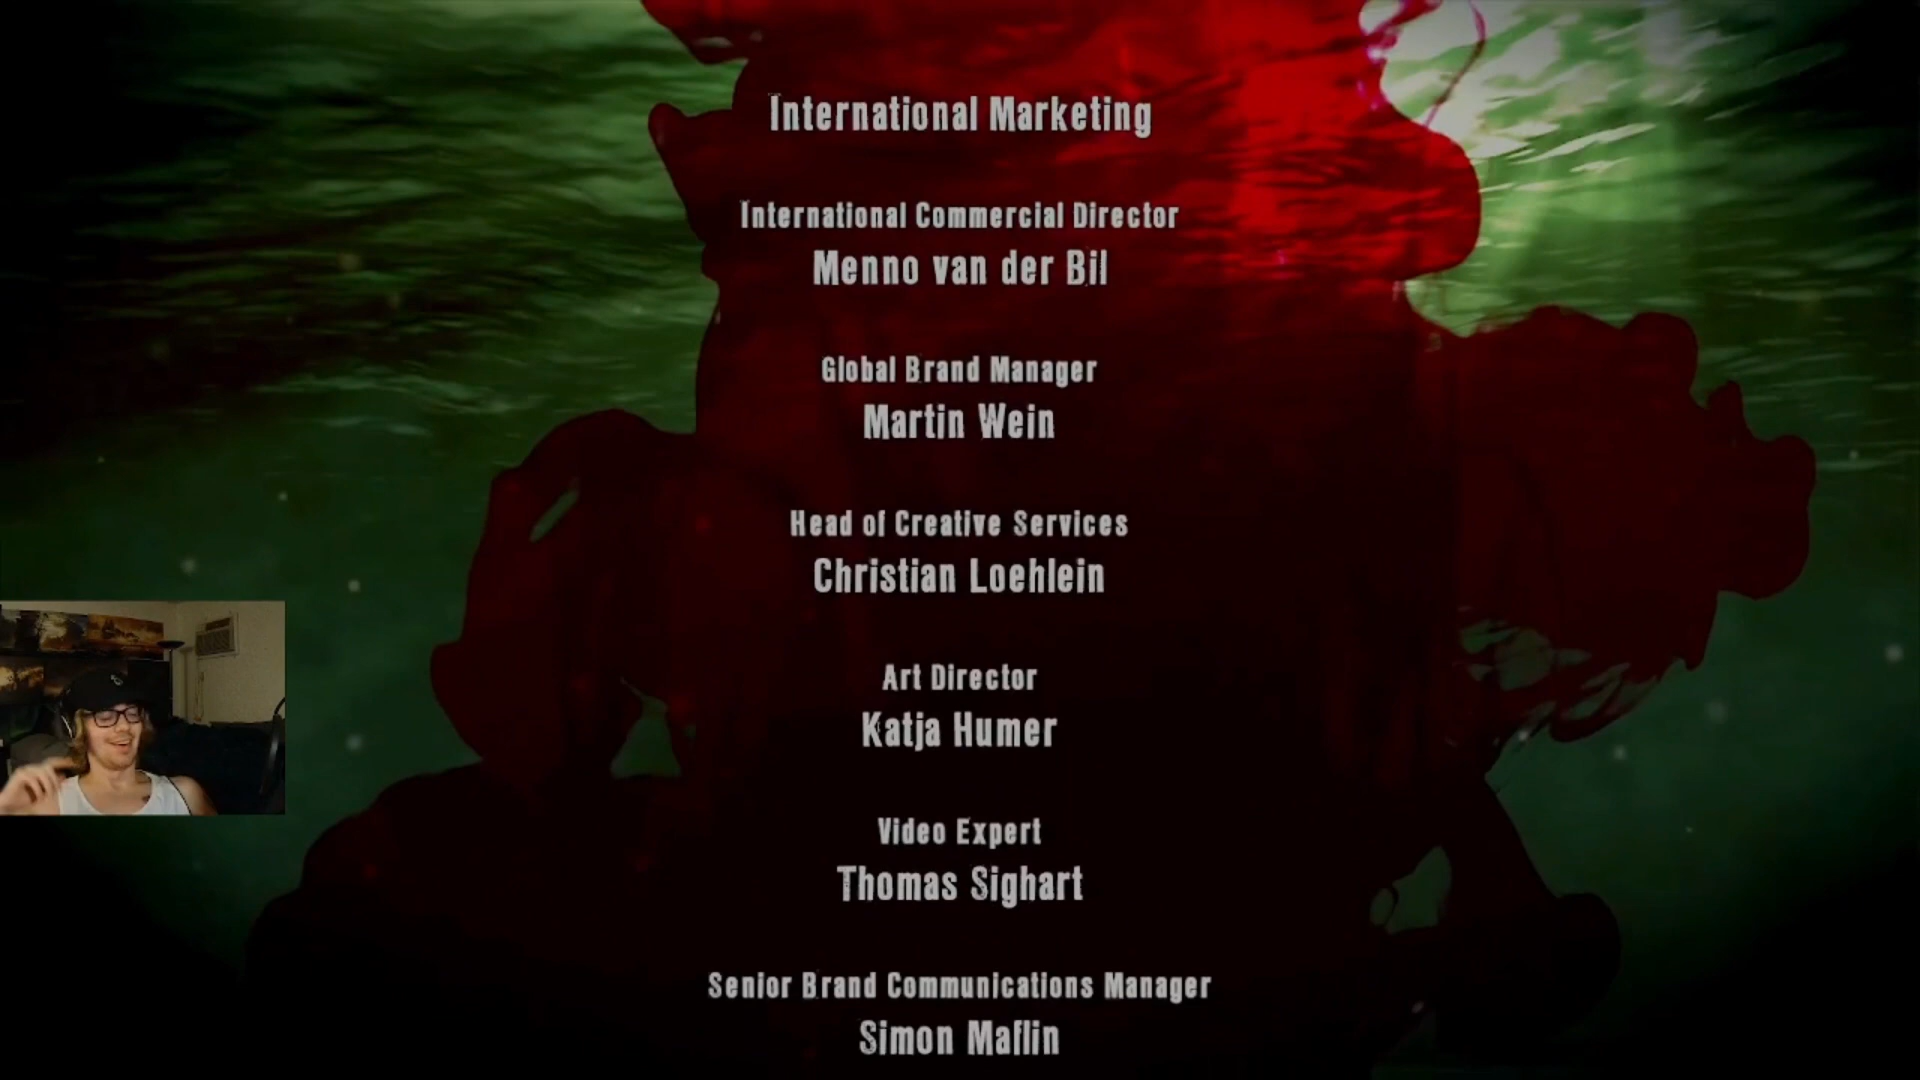 International Marketing
International Commercial Director
Menno van der Bil
Global Brand Manager
Martin Wein
Head of Creative Services
Christian Loehlein
Art Director
Katja Humer
Video Expert
Thomas Sighart
Senior Brand Communications Manager
Simon Maflin